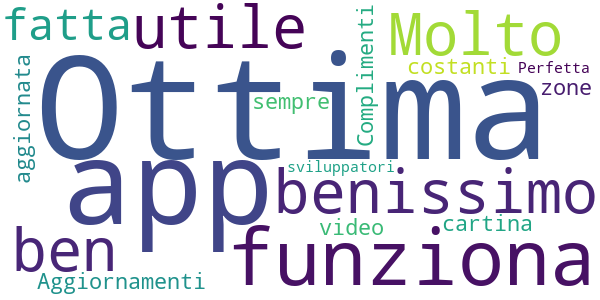 fatta
utile
Molto
costanti
Perfetta
zone
Complimenti
aggiornata
Ottima
sempre
app
sviluppatori
benissimo
video
cartina
ben
funziona
Aggiornamenti